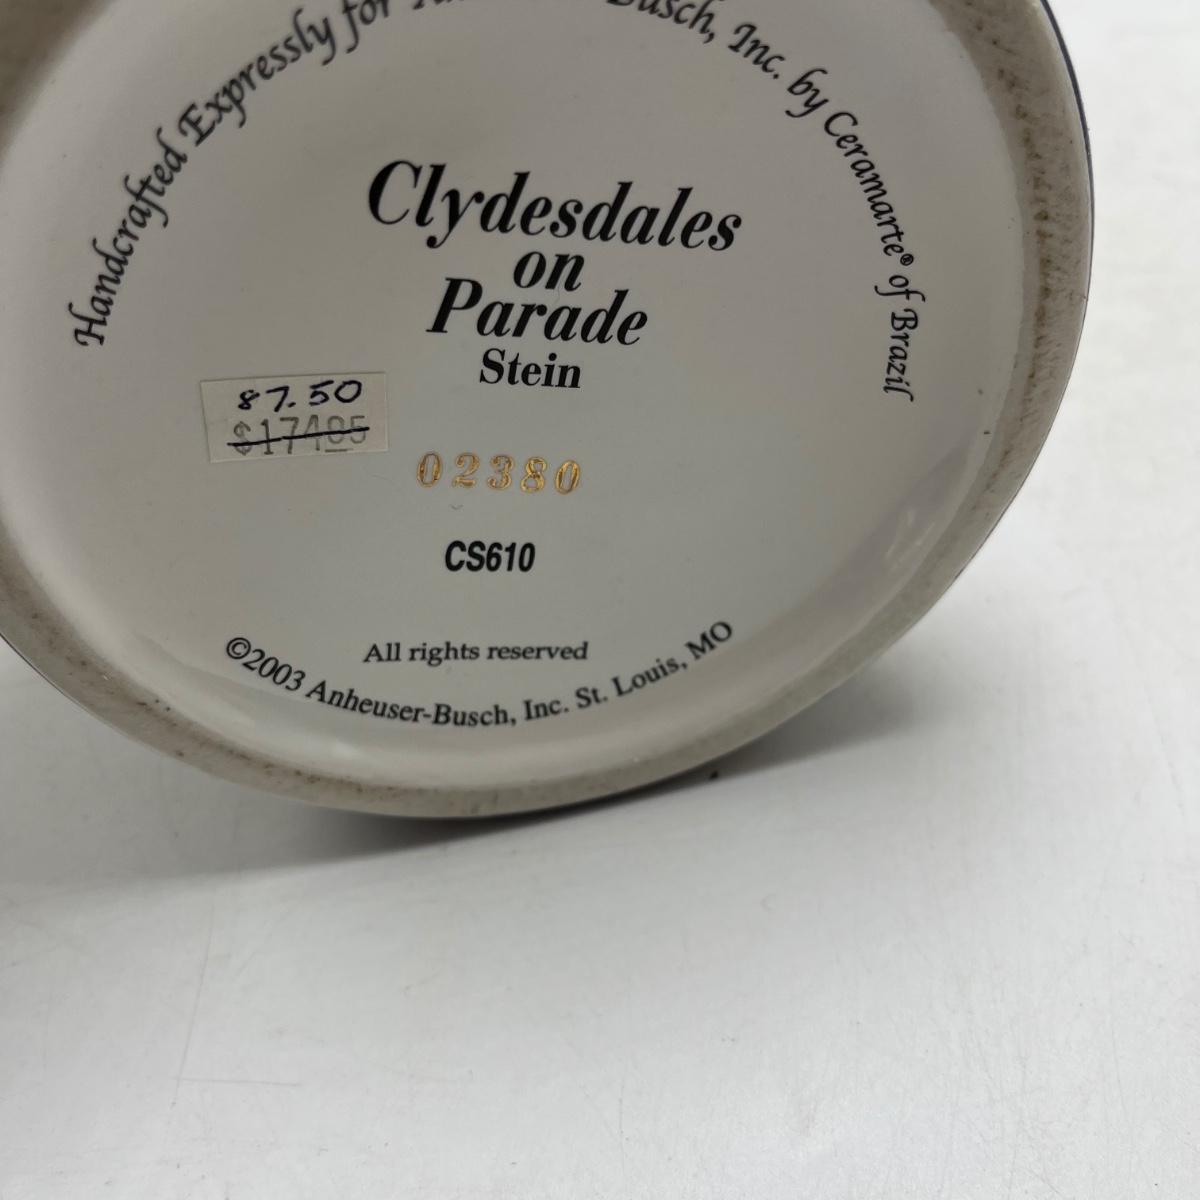 Handcrafted Expressly for Busch, Inc. by Ceramarte® of Brazil
Clydesdales
on
Parade
Stein
87.50
$174.95
02380
CS610
All rights reserved
©2003 Anheuser-Busch, Inc. St. Louis, MO